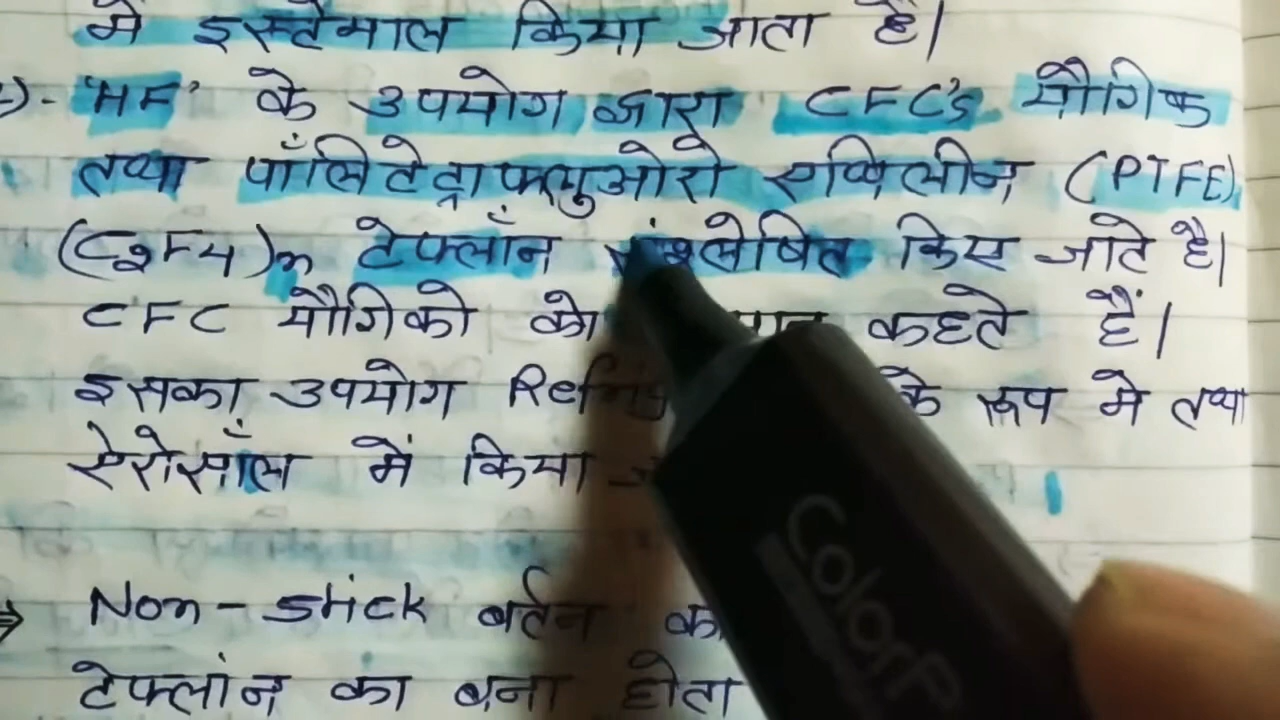 में इस्तेमाल किया जाता है।
'HF' के उपयोग द्वारा CFC's यौगिक
तथा पॉलिटेट्राफ्लुओरो एथिलीन (PTFE)
(C2F4)n टेफ्लॉन संश्लेषित किए जाते है।
CFC यौगिको को कहते हैं।
इसका उपयोग के रूप मे तथा
ऐरोसॉल में किया
⇒ Non-stick बर्तन
टेफ्लांन का बना होता
ColorP